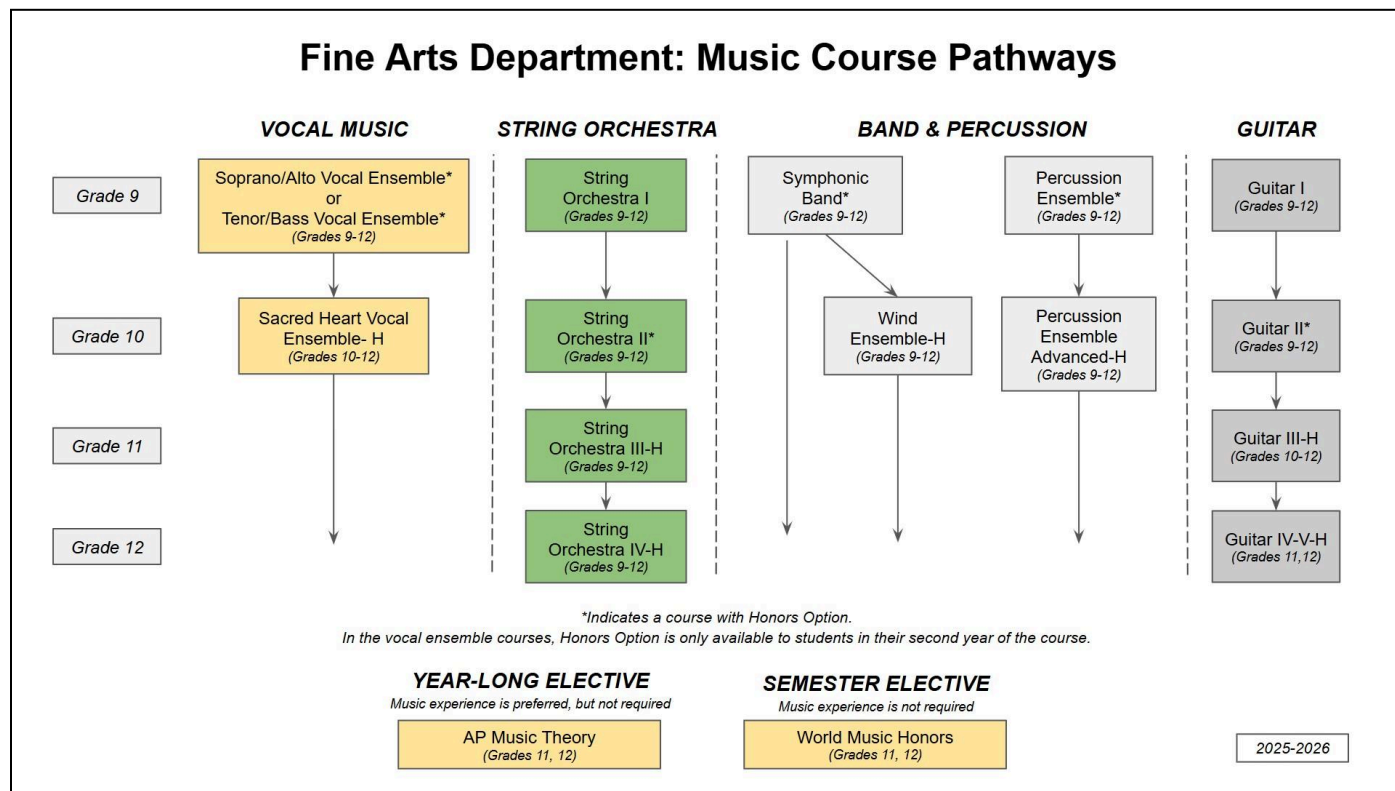 Fine Arts Department: Music Course Pathways
VOCAL MUSIC
STRING ORCHESTRA
BAND & PERCUSSION
GUITAR
Grade 9
Soprano/Alto Vocal Ensemble*
or
Tenor/Bass Vocal Ensemble*
(Grades 9-12)
String
Orchestra I
(Grades 9-12)
Symphonic
Band*
(Grades 9-12)
Percussion
Ensemble*
(Grades 9-12)
Guitar I
(Grades 9-12)
Grade 10
Sacred Heart Vocal
Ensemble- H
(Grades 10-12)
String
Orchestra II*
(Grades 9-12)
Wind
Ensemble-H
(Grades 9-12)
Percussion
Ensemble
Advanced-H
(Grades 9-12)
Guitar II*
(Grades 9-12)
Grade 11
String
Orchestra III-H
(Grades 9-12)
Guitar III-H
(Grades 10-12)
Grade 12
String
Orchestra IV-H
(Grades 9-12)
Guitar IV-V-H
(Grades 11,12)
*Indicates a course with Honors Option.
In the vocal ensemble courses, Honors Option is only available to students in their second year of the course.
YEAR-LONG ELECTIVE
Music experience is preferred, but not required
AP Music Theory
(Grades 11, 12)
SEMESTER ELECTIVE
Music experience is not required
World Music Honors
(Grades 11, 12)
2025-2026